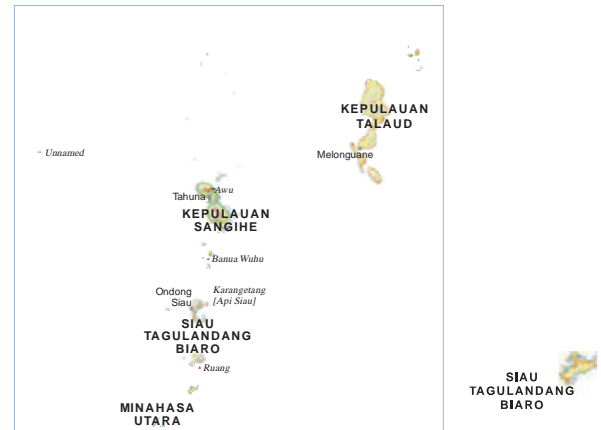 KEPULAUAN
TALAUD
Melonguane
Unnamed
Awu
Tahuna
KEPULAUAN
SANGIHE
Banua Wuhu
Ondong
Siau
Karangetang
[Api Siau]
SIAU
TAGULANDANG
BIARO
Ruang
MINAHASA
UTARA
SIAU
TAGULANDANG
BIARO